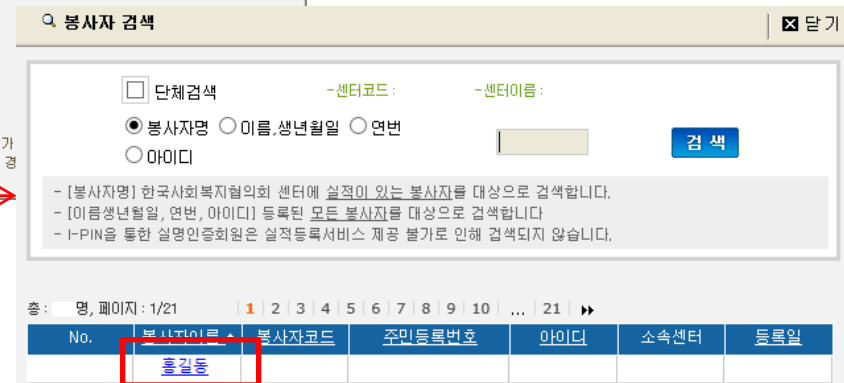 봉사자 검색
닫기
단체검색 -센터코드 : -센터이름 :
봉사자명 이름,생년월일 연번
아이디
검 색
가
경
- [봉사자명] 한국사회복지협의회 센터에 실적이 있는 봉사자를 대상으로 검색합니다.
- [이름생년월일, 연번, 아이디] 등록된 모든 봉사자를 대상으로 검색합니다
- I-PIN을 통한 실명인증회원은 실적등록서비스 제공 불가로 인해 검색되지 않습니다.
총 : 명, 페이지 : 1/21 1 2 3 4 5 6 7 8 9 10 ... 21
No. 봉사자이름 봉사자코드 주민등록번호 아이디 소속센터 등록일
홍길동